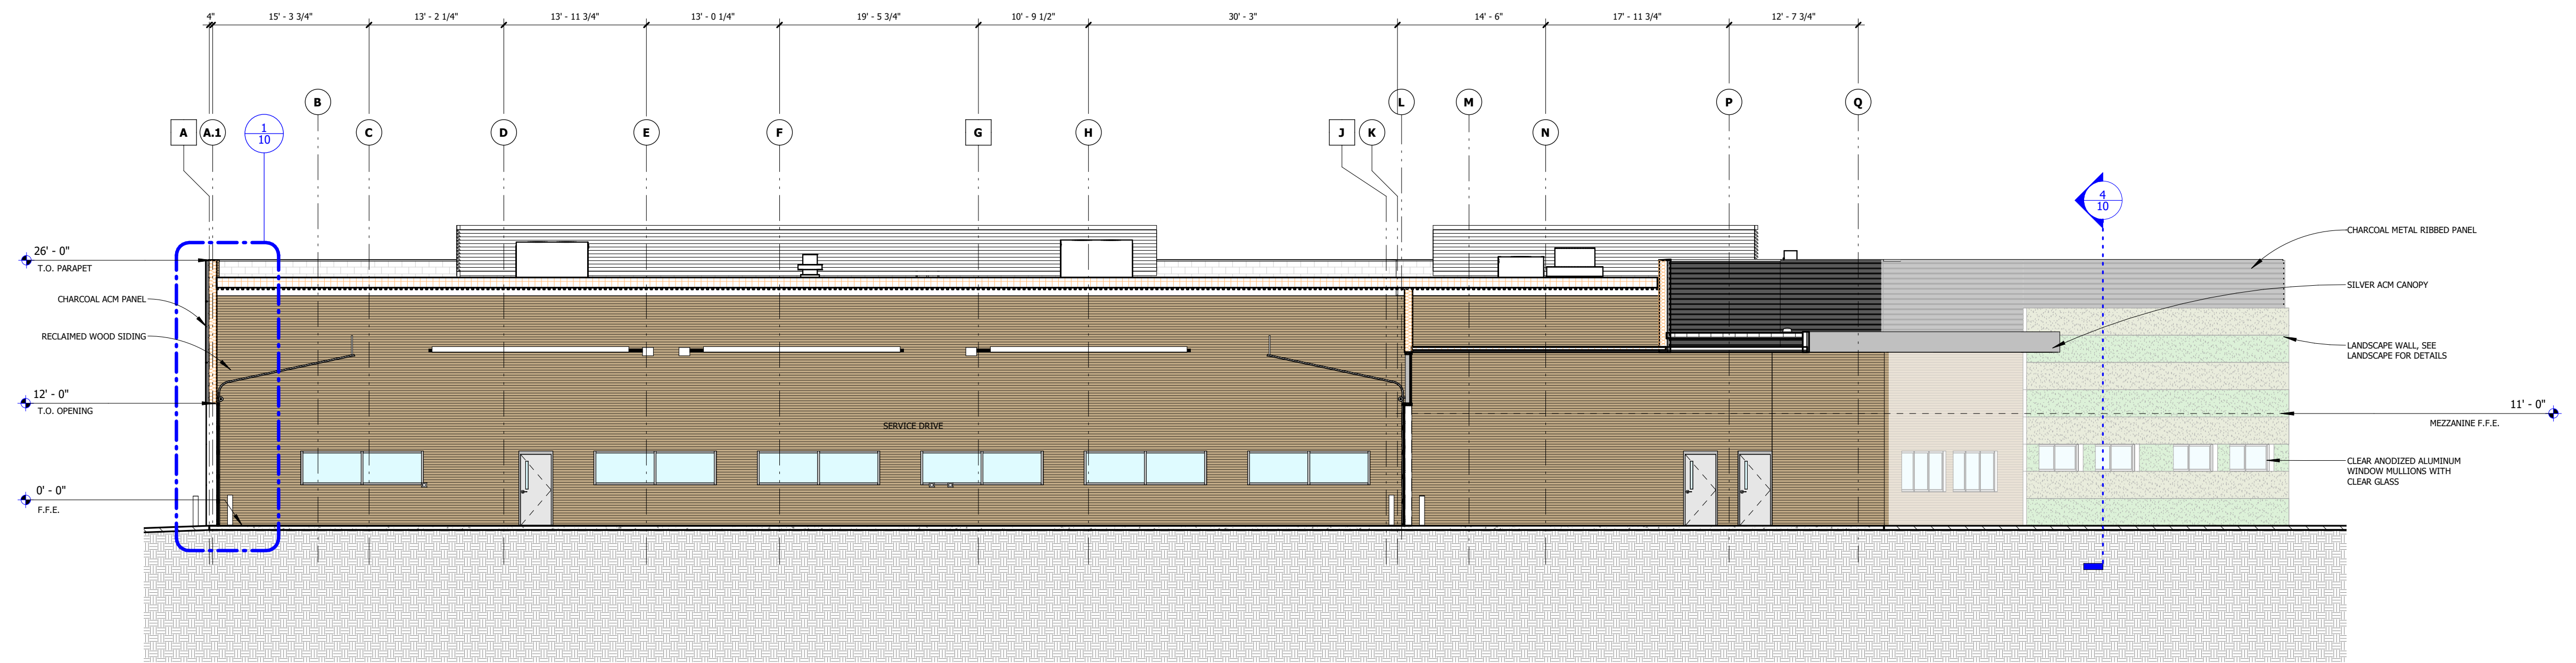 4"
15' - 3 3/4"
13' - 2 1/4"
13' - 11 3/4"
13' - 0 1/4"
19' - 5 3/4"
10' - 9 1/2"
30' - 3"
14' - 6"
17' - 11 3/4"
12' - 7 3/4"
B
L
M
P
Q
A
A.1
1
10
C
D
E
F
G
H
J
K
N
4
10
26' - 0"
T.O. PARAPET
CHARCOAL METAL RIBBED PANEL
SILVER ACM CANOPY
CHARCOAL ACM PANEL
RECLAIMED WOOD SIDING
LANDSCAPE WALL, SEE
LANDSCAPE FOR DETAILS
12' - 0"
T.O. OPENING
11' - 0"
MEZZANINE F.F.E.
SERVICE DRIVE
CLEAR ANODIZED ALUMINUM
WINDOW MULLIONS WITH
CLEAR GLASS
0' - 0"
F.F.E.